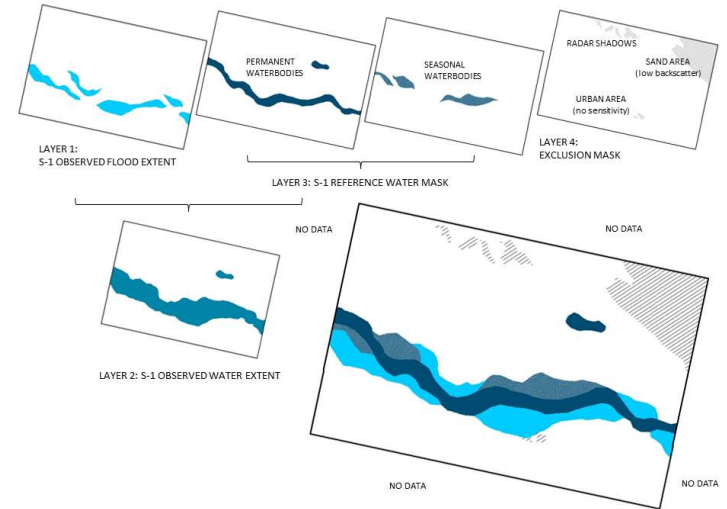 PERMANENT
WATERBODIES
SEASONAL
WATERBODIES
RADAR SHADOWS
SAND AREA
(low backscatter)
URBAN AREA
(no sensitivity)
LAYER 1:
S-1 OBSERVED FLOOD EXTENT
LAYER 4:
EXCLUSION MASK
LAYER 3: S-1 REFERENCE WATER MASK
NO DATA
NO DATA
LAYER 2: S-1 OBSERVED WATER EXTENT
NO DATA
NO DATA